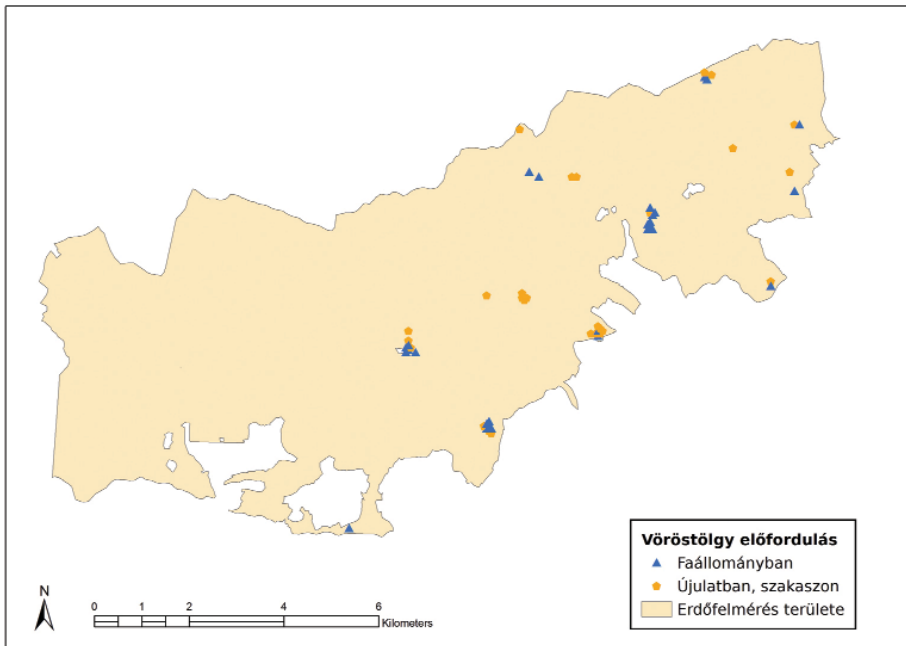 Vöröstölgy előfordulás
Faállományban
Újulatban, szakaszon
Erdőfelmérés területe
N
0 1 2 4 6
Kilometers